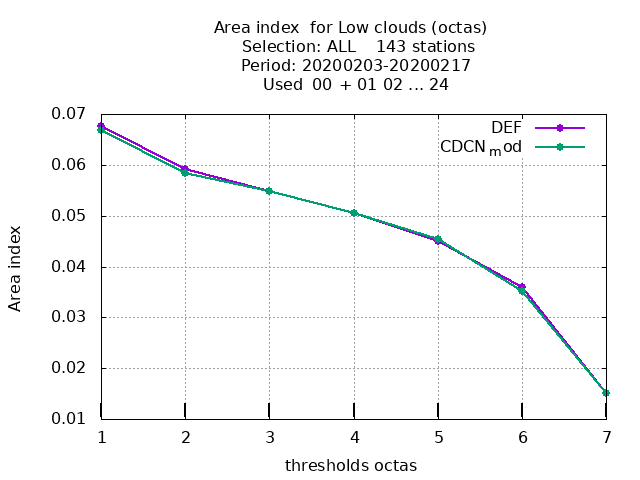 Area index  for Low clouds (octas)
Selection: ALL    143 stations
Period: 20200203-20200217
Used  00 + 01 02 ... 24
0.07
DEF
CDCNmod
0.06
0.05
0.04
0.03
0.02
0.01
Area index
1 2 3 4 5 6 7
thresholds octas